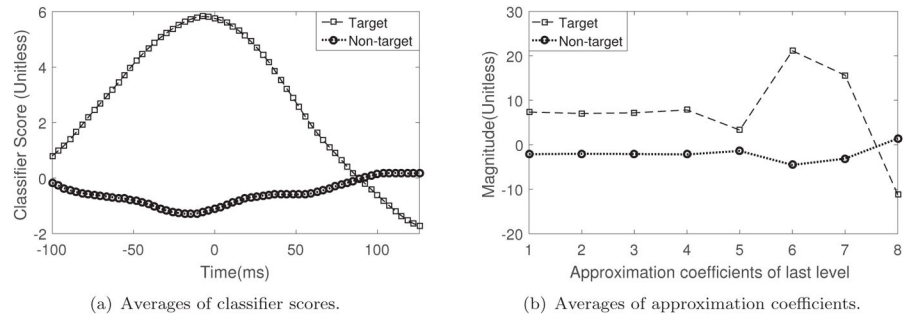 6
4
2
0
-2
-100
-50
0
50
100
Classifier Score (Unitless)
Time(ms)
Target
Non-target
(a) Averages of classifier scores.
30
20
10
0
-10
-20
1
2
3
4
5
6
7
8
Magnitude(Unitless)
Approximation coefficients of last level
Target
Non-target
(b) Averages of approximation coefficients.